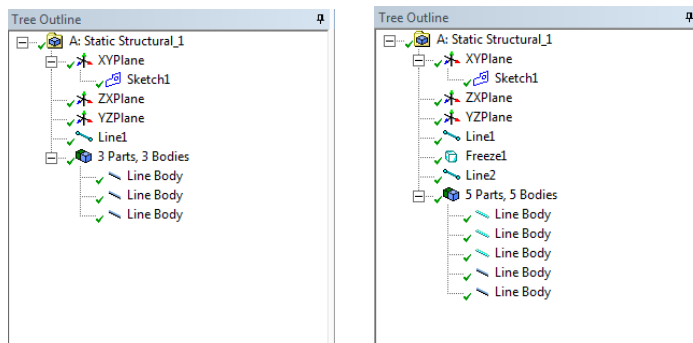 Tree Outline
A: Static Structural_1
XYPlane
Sketch1
ZXPlane
YZPlane
Line1
3 Parts, 3 Bodies
Line Body
Line Body
Line Body
Tree Outline
A: Static Structural_1
XYPlane
Sketch1
ZXPlane
YZPlane
Line1
Freeze1
Line2
5 Parts, 5 Bodies
Line Body
Line Body
Line Body
Line Body
Line Body